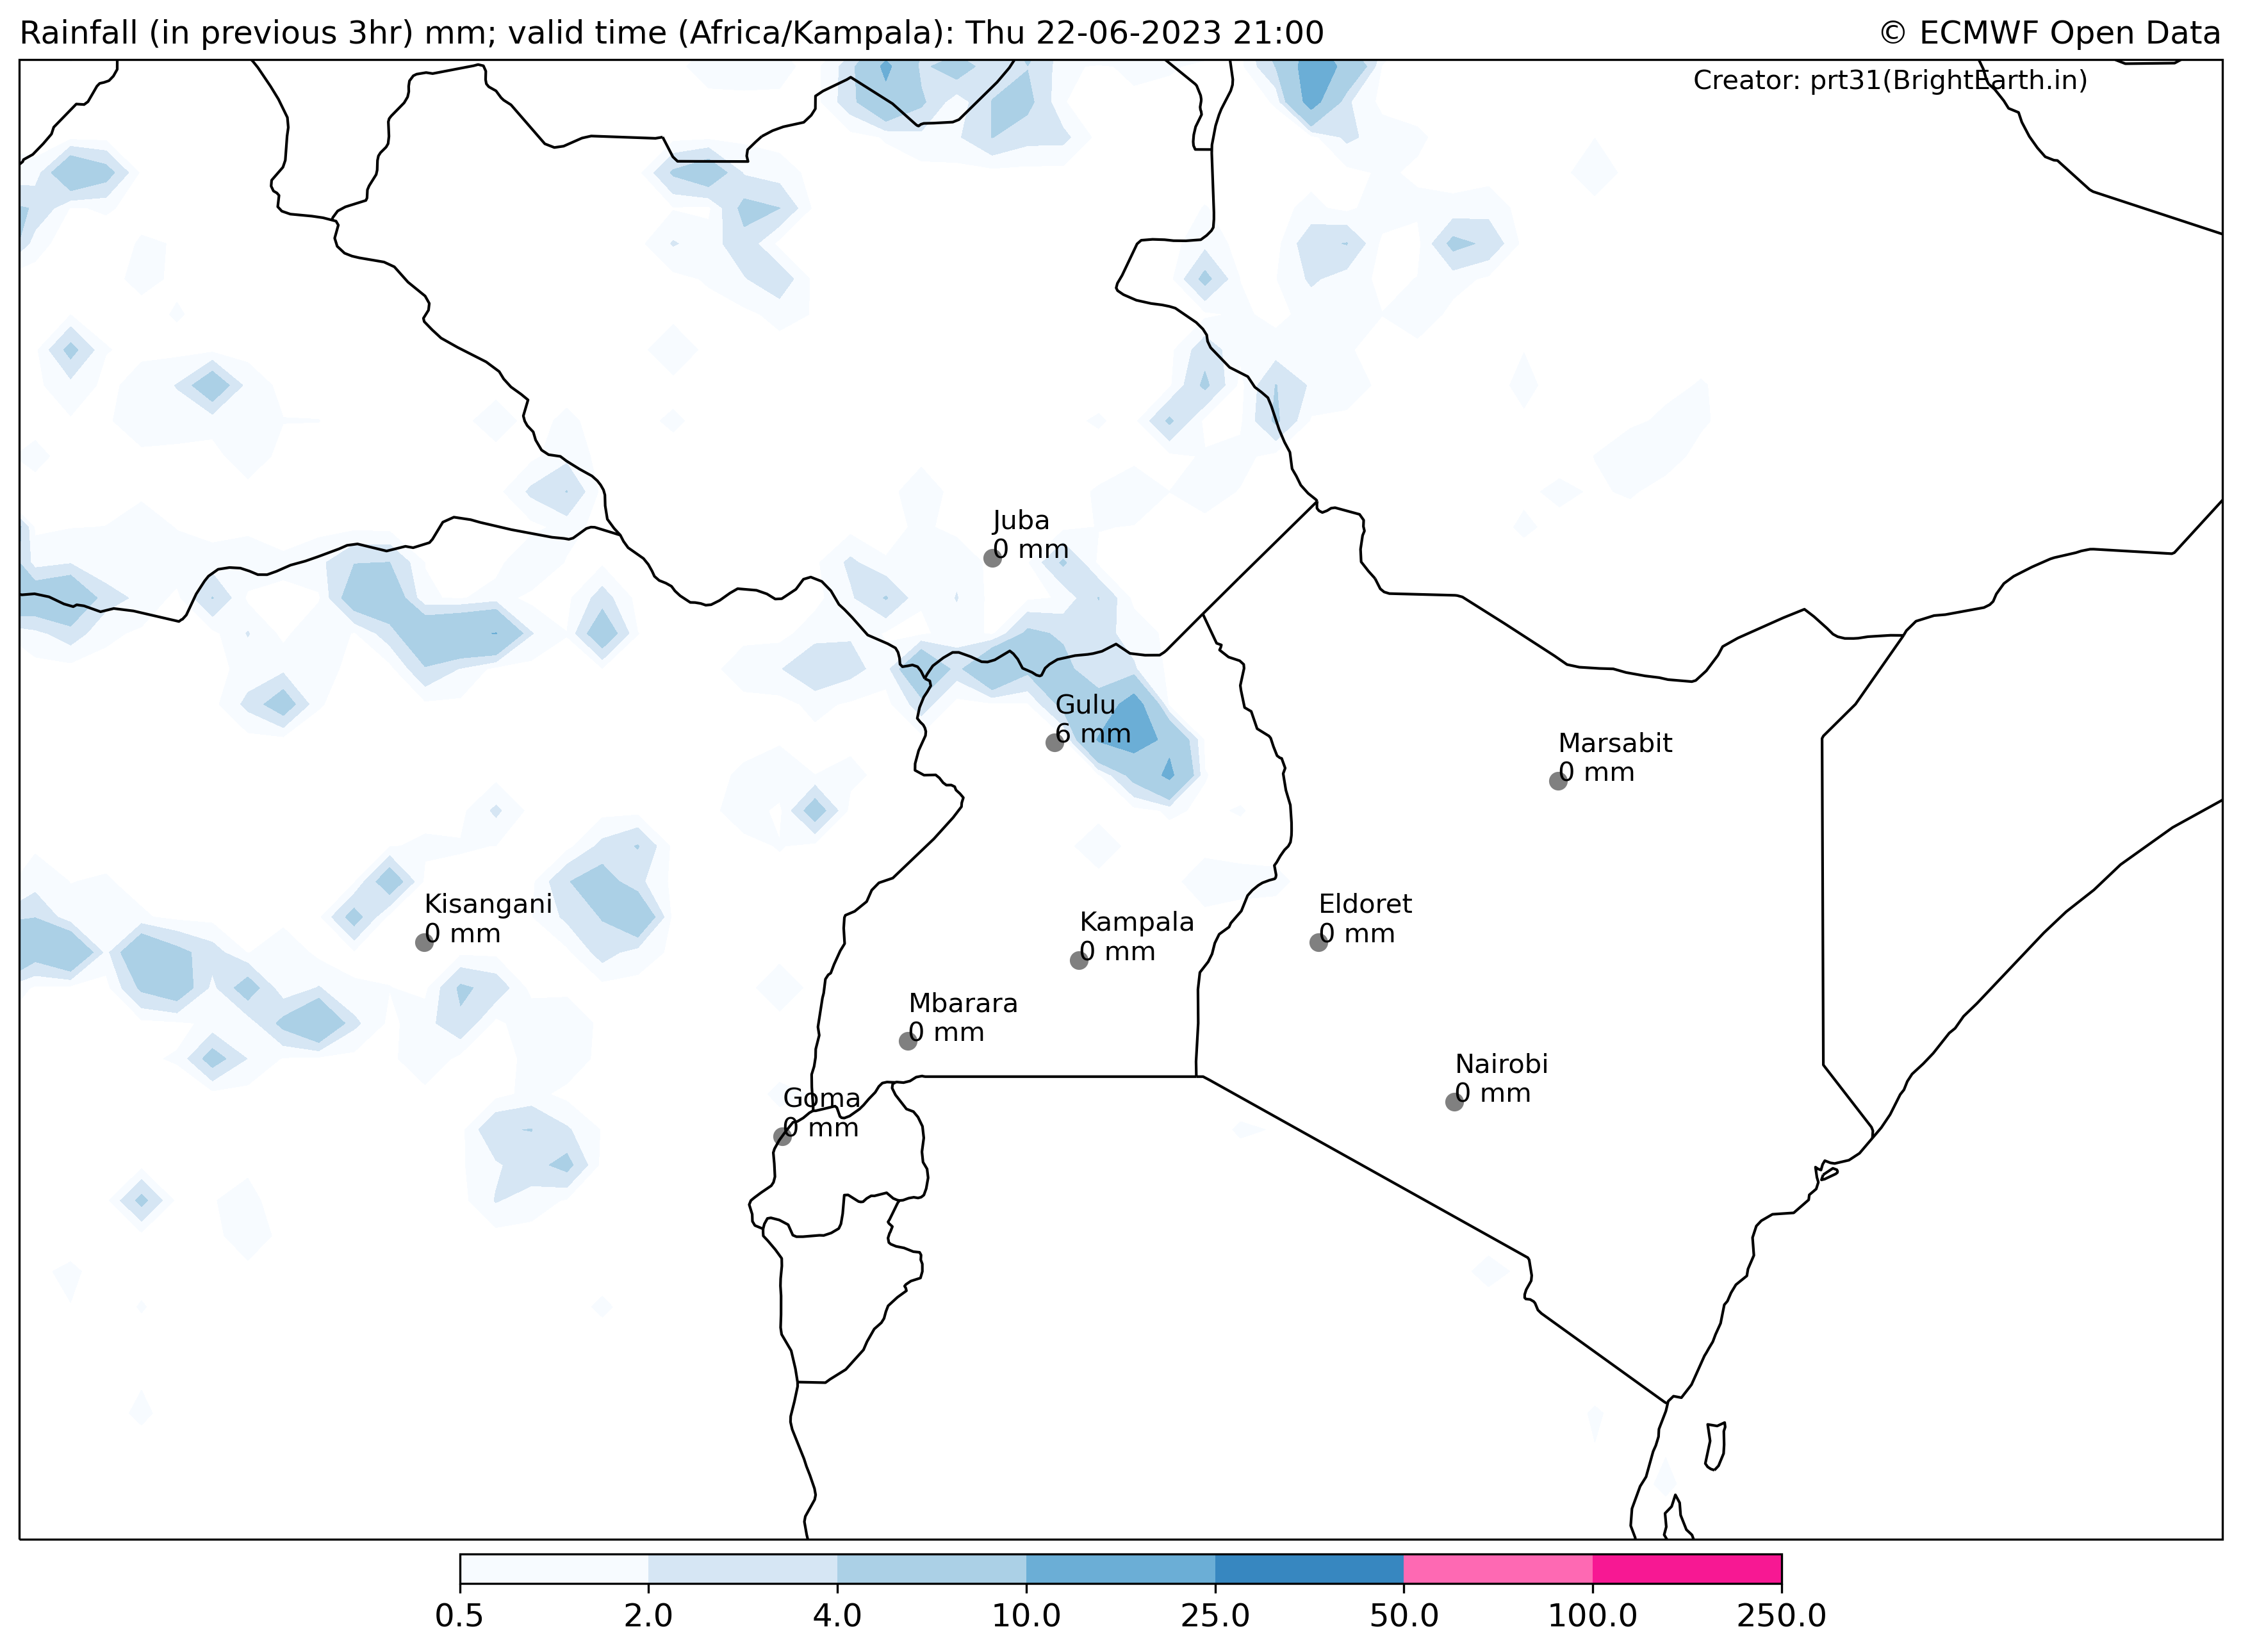 Rainfall (in previous 3hr) mm; valid time (Africa/Kampala): Thu 22-06-2023 21:00
© ECMWF Open Data
Creator: prt31(BrightEarth.in)
Juba
0 mm
Gulu
6 mm
Marsabit
0 mm
Kisangani
0 mm
Eldoret
0 mm
Kampala
0 mm
Mbarara
0 mm
Nairobi
0 mm
Goma
0 mm
0.5 2.0 4.0 10.0 25.0 50.0 100.0 250.0